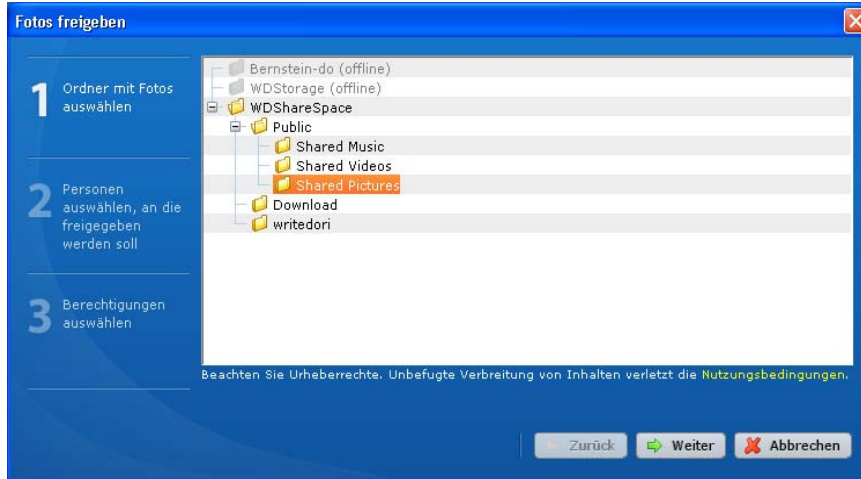 Fotos freigeben
1 Ordner mit Fotos
auswählen
2 Personen
auswählen, an die
freigegeben
werden soll
3 Berechtigungen
auswählen
Bernstein-do (offline)
WDStorage (offline)
WDShareSpace
Public
Shared Music
Shared Videos
Shared Pictures
Download
writedori
Beachten Sie Urheberrechte. Unbefugte Verbreitung von Inhalten verletzt die Nutzungsbedingungen.
Zurück Weiter Abbrechen